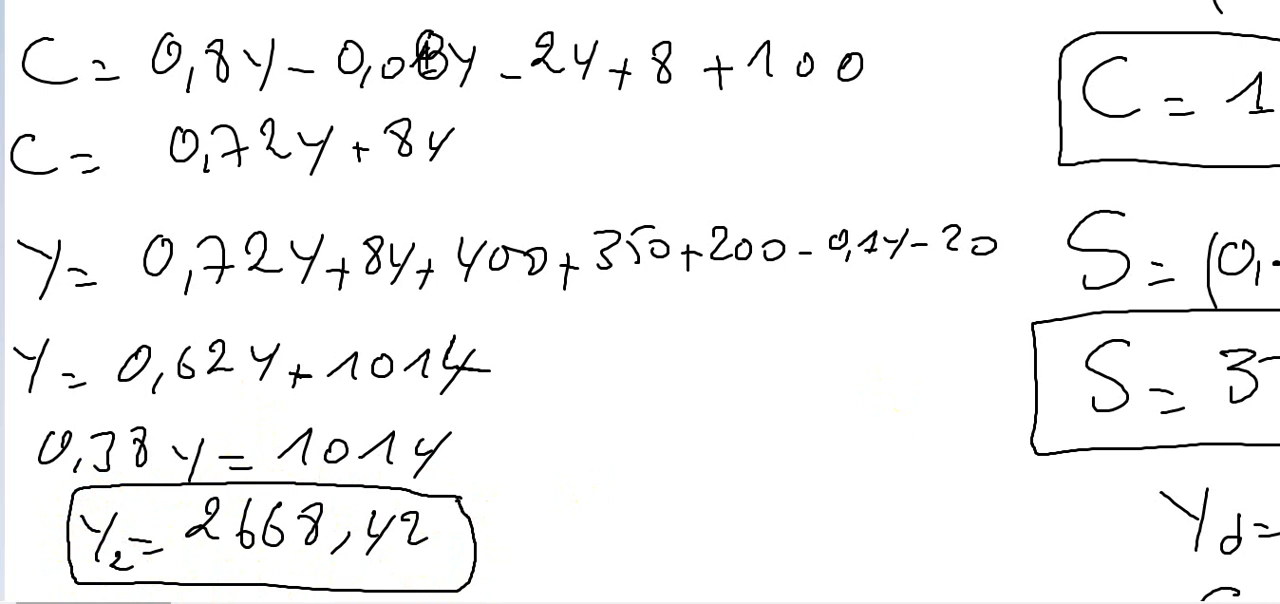 C = 0,8Y - 0,08Y - 24 + 8 + 100
C = 0,72Y + 84
Y = 0,72Y + 84 + 400 + 350 + 200 - 0,1Y - 20
Y = 0,62Y + 1014
0,38Y = 1014
Y₂ = 2668,42
C = 1
S = (0,
S = 3
Yd =